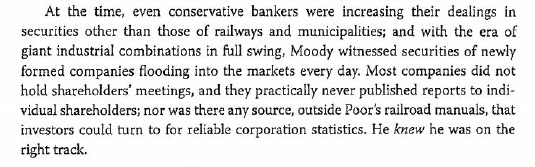 At the time, even conservative bankers were increasing their dealings in
securities other than those of railways and municipalities; and with the era of
giant industrial combinations in full swing, Moody witnessed securities of newly
formed companies flooding into the markets every day. Most companies did not
hold shareholders' meetings, and they practically never published reports to indi-
vidual shareholders; nor was there any source, outside Poor's railroad manuals, that
investors could turn to for reliable corporation statistics. He knew he was on the
right track.